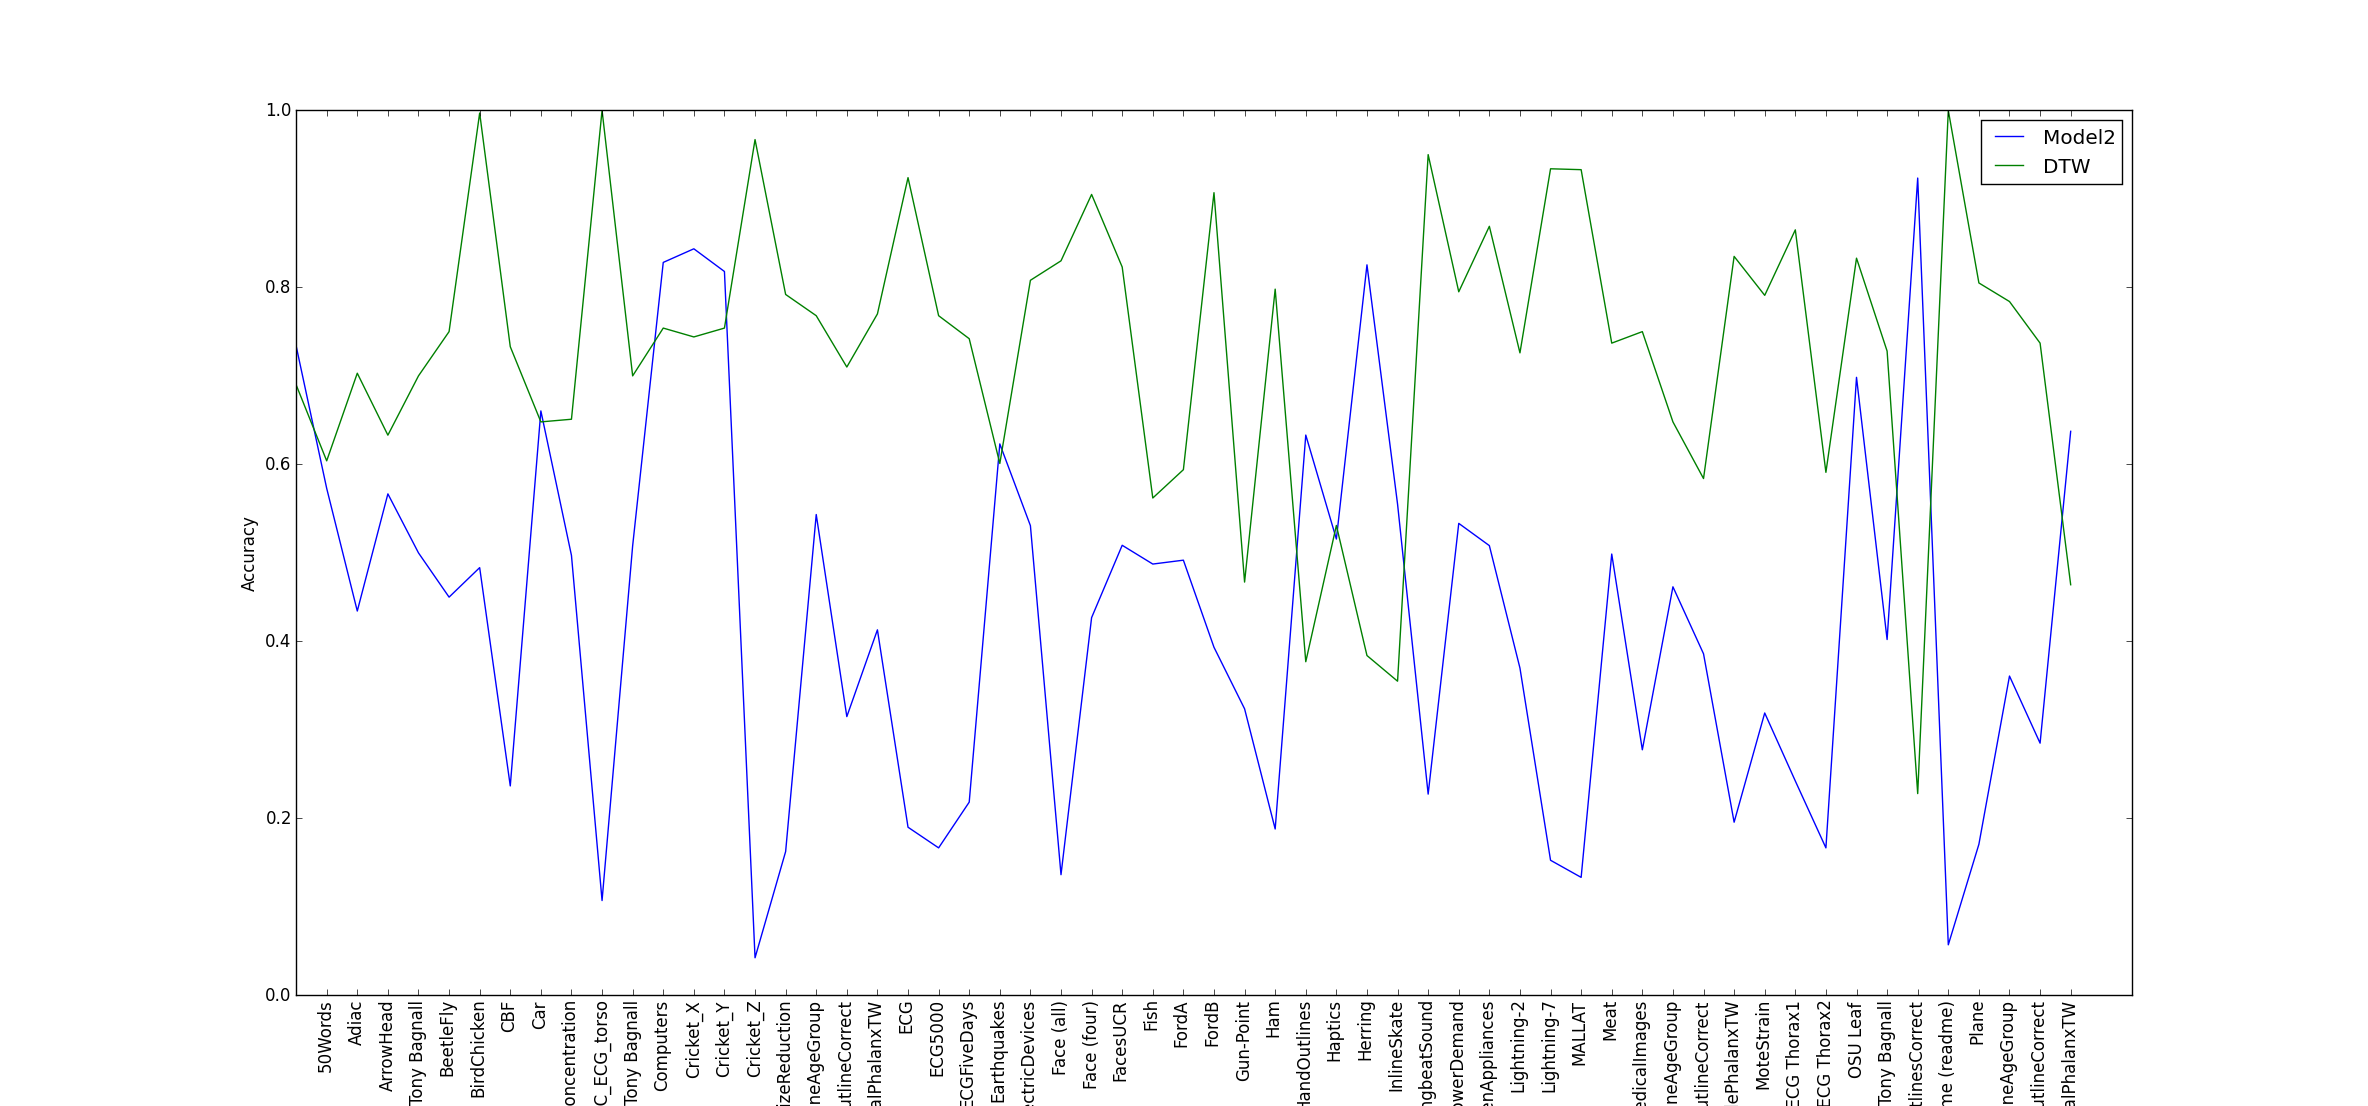 Model2
DTW
1.0
0.8
0.6
0.4
0.2
0.0
Accuracy
50Words
Adiac
ArrowHead
Tony Bagnall
BeetleFly
BirdChicken
CBF
Car
oncentration
C_ECG_torso
Tony Bagnall
Computers
Cricket_X
Cricket_Y
Cricket_Z
izeReduction
neAgeGroup
utlineCorrect
alPhalanxTW
ECG
ECG5000
ECGFiveDays
Earthquakes
ectricDevices
Face (all)
Face (four)
FacesUCR
Fish
FordA
FordB
Gun-Point
Ham
HandOutlines
Haptics
Herring
InlineSkate
ngbeatSound
owerDemand
enAppliances
Lightning-2
Lightning-7
MALLAT
Meat
edicalImages
neAgeGroup
utlineCorrect
ePhalanxTW
MoteStrain
ECG Thorax1
ECG Thorax2
OSU Leaf
Tony Bagnall
tlinesCorrect
me (readme)
Plane
neAgeGroup
utlineCorrect
alPhalanxTW